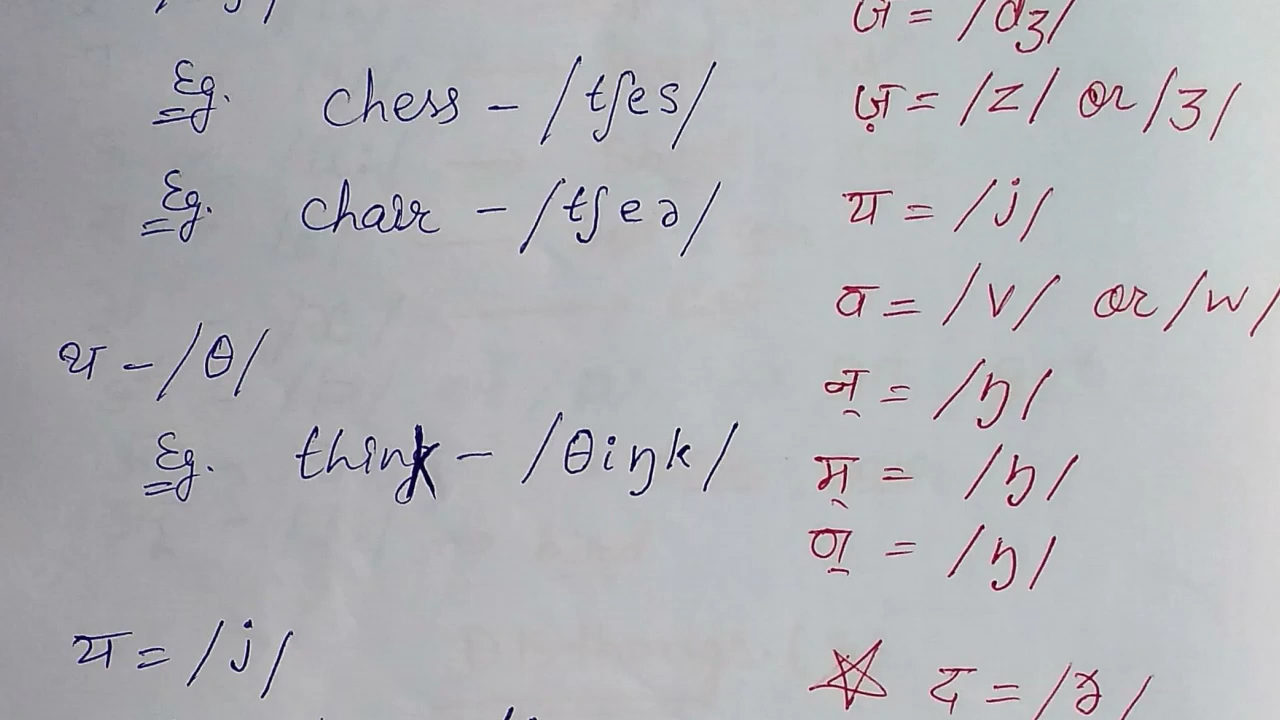 Eg. chess - /tʃes/
Eg. chair - /tʃeə/
थ - /θ/
Eg. think - /θiŋk/
य = /j/
ज = /dʒ/
ज़ = /z/ or /ʒ/
य = /j/
व = /v/ or /w/
न् = /ŋ/
म् = /ŋ/
ण् = /ŋ/
द =